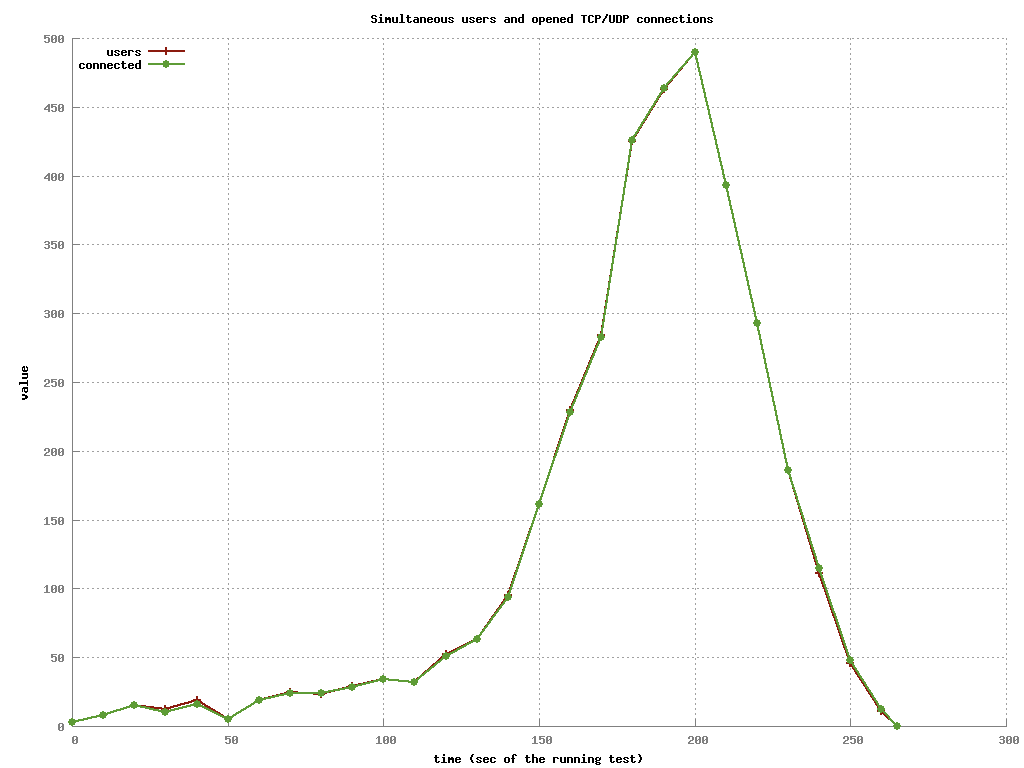 Simultaneous users and opened TCP/UDP connections
500
users
connected
450
400
350
300
value
250
200
150
100
50
0
0 50 100 150 200 250 300
time (sec of the running test)